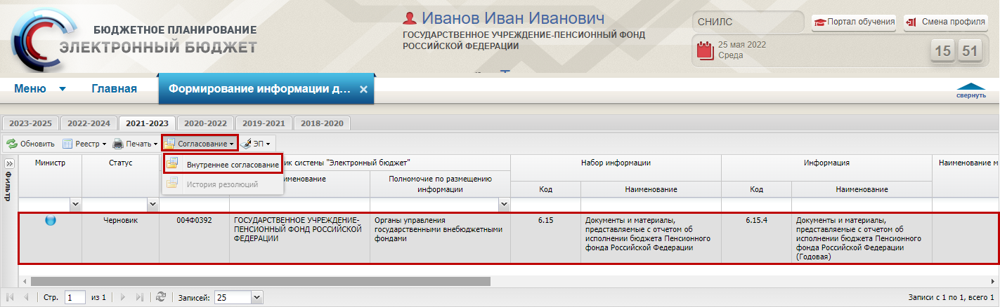 БЮДЖЕТНОЕ ПЛАНИРОВАНИЕ
ЭЛЕКТРОННЫЙ БЮДЖЕТ
Иванов Иван Иванович
ГОСУДАРСТВЕННОЕ УЧРЕЖДЕНИЕ-ПЕНСИОННЫЙ ФОНД
РОССИЙСКОЙ ФЕДЕРАЦИИ
СНИЛС
Портал обучения
Смена профиля
25 мая 2022
Среда
15 51
Меню
Главная
Формирование информации д...
свернуть
2023-2025
2022-2024
2021-2023
2020-2022
2019-2021
2018-2020
Обновить
Реестр
Печать
Согласование
ЭП
Внутреннее согласование
История резолюций
Фильтр
Министр
Статус
ик системы "Электронный бюджет"
Набор информации
Информация
Наименование м
именование
Полномочие по размещению
информации
Код
Наименование
Код
Наименование
Черновик
004Ф0392
ГОСУДАРСТВЕННОЕ УЧРЕЖДЕНИЕ-
ПЕНСИОННЫЙ ФОНД РОССИЙСКОЙ
ФЕДЕРАЦИИ
Органы управления
государственными внебюджетными
фондами
6.15
Документы и материалы,
представляемые с отчетом об
исполнении бюджета Пенсионного
фонда Российской Федерации
6.15.4
Документы и материалы,
представляемые с отчетом об
исполнении бюджета Пенсионного
фонда Российской Федерации
(Годовая)
Стр. 1 из 1
Записей: 25
Записи с 1 по 1, всего 1